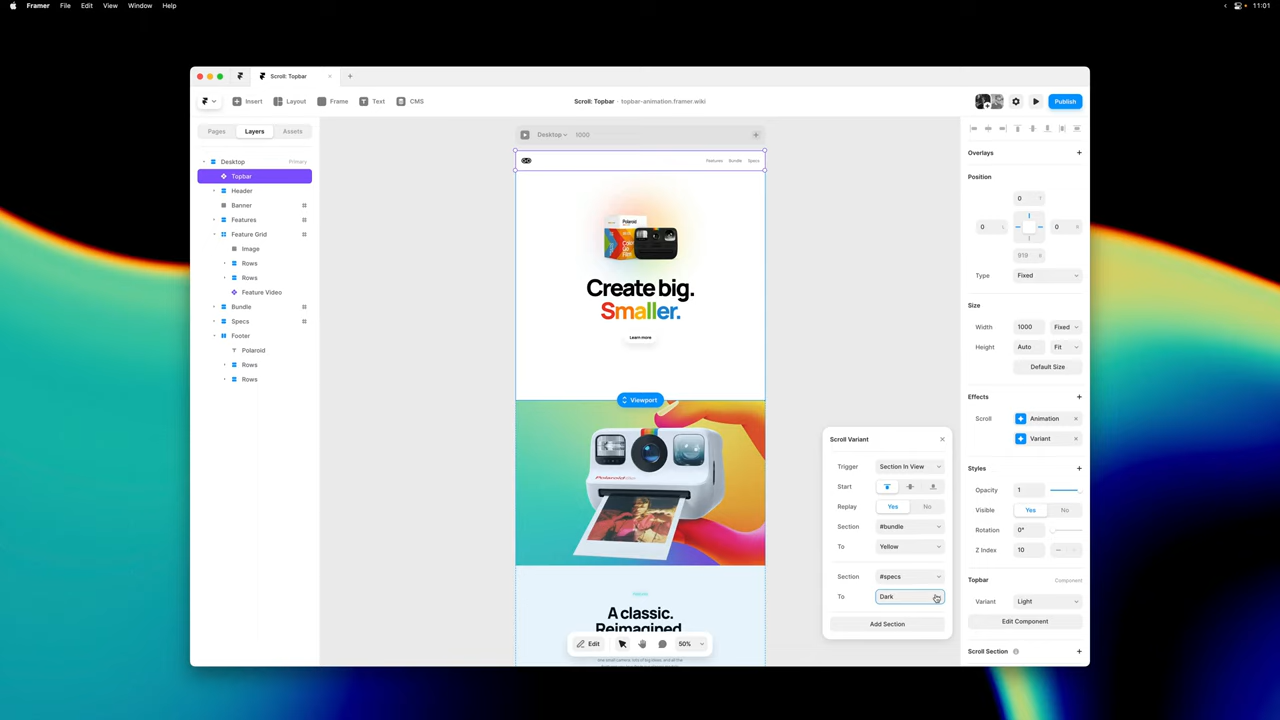 Framer File Edit View Window Help 11:01
Scroll: Topbar
Insert Layout Frame Text CMS Scroll: Topbar · topbar-animation.framer.wiki Publish
Pages Layers Assets
Desktop Primary
Topbar
Header
Banner
Features
Feature Grid
Image
Rows
Rows
Feature Video
Bundle
Specs
Footer
Polaroid
Rows
Rows
Desktop 1000
Features Bundle Specs
Polaroid
Create big.
Smaller.
Learn more
Viewport
A classic.
Reimagined
Edit 50%
Scroll Variant
Trigger Section In View
Start
Replay Yes No
Section #bundle
To Yellow
Section #specs
To Dark
Add Section
Overlays
Position
0 T
0 L 0 R
919 B
Type Fixed
Size
Width 1000 Fixed
Height Auto Fit
Default Size
Effects
Scroll Animation
Variant
Styles
Opacity 1
Visible Yes No
Rotation 0°
Z Index 10
Topbar Component
Variant Light
Edit Component
Scroll Section